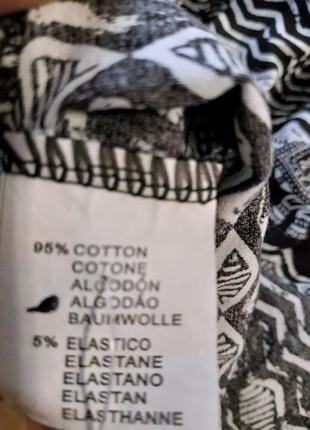 95% COTTON
COTONE
ALGODÓN
ALGODÃO
BAUMWOLLE
5% ELASTICO
ELASTANE
ELASTANO
ELASTAN
ELASTHANNE